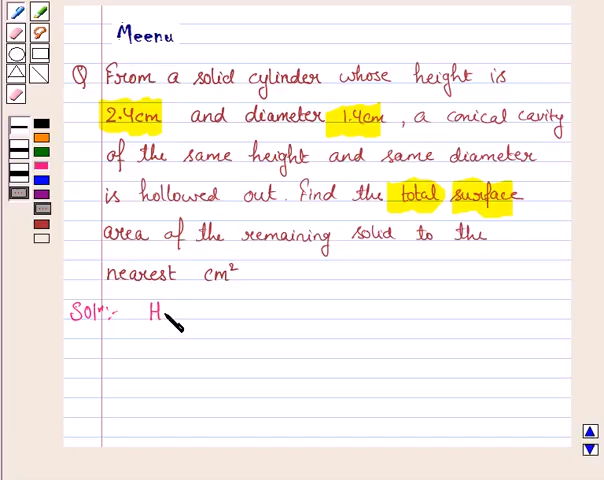 Meenu
Q From a solid cylinder whose height is
2.4cm and diameter 1.4cm, a conical cavity
of the same height and same diameter
is hollowed out. Find the total surface
area of the remaining solid to the
nearest cm²
Solⁿ:- H